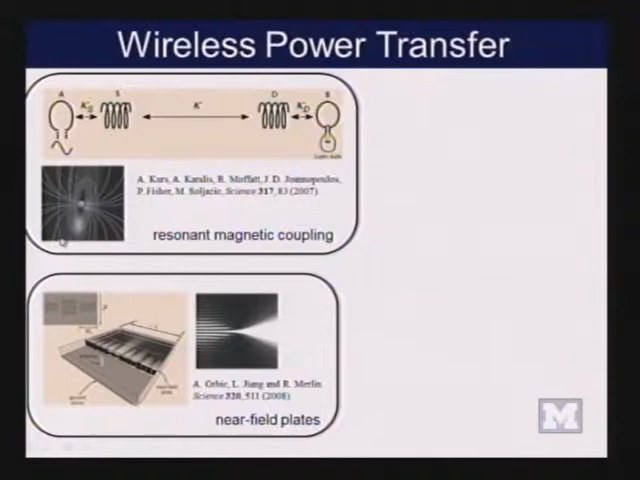 Wireless Power Transfer
A
S
D
B
K
A. Kurs, A. Karalis, R. Moffatt, J. D. Joannopoulos,
P. Fisher, M. Soljacic, Science 317, 83 (2007)
resonant magnetic coupling
A. Grbic, L. Jiang and R. Merlin
Science 320, 511 (2008)
near-field plates
M